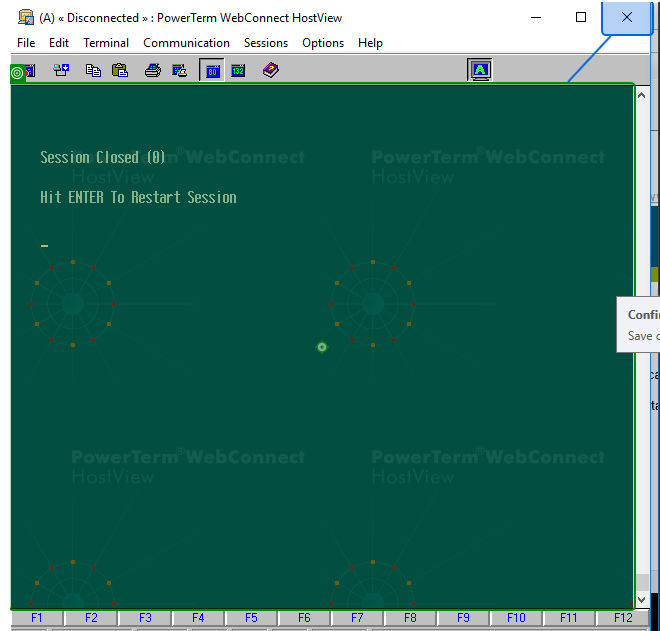 (A) « Disconnected » : PowerTerm WebConnect HostView
File Edit Terminal Communication Sessions Options Help
80 132 A
Session Closed (0)
PowerTerm® WebConnect PowerTerm® WebConnect
HostView HostView
Hit ENTER To Restart Session
Confi
Save
PowerTerm® WebConnect PowerTerm® WebConnect
HostView HostView
F1 F2 F3 F4 F5 F6 F7 F8 F9 F10 F11 F12